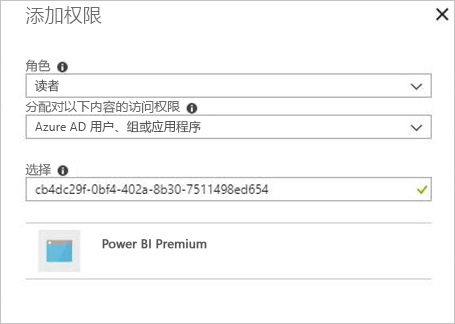 添加权限
角色
读者
分配对以下内容的访问权限
Azure AD 用户、组或应用程序
选择
cb4dc29f-0bf4-402a-8b30-7511498ed654
Power BI Premium